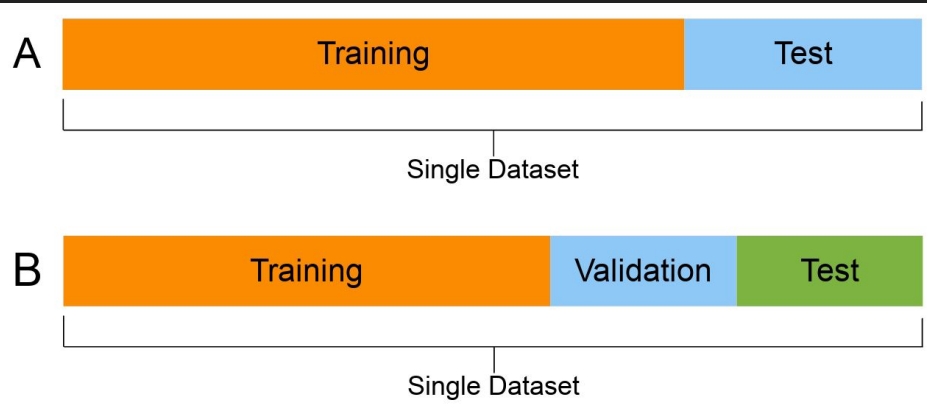 A
Training Test
Single Dataset
B
Training Validation Test
Single Dataset